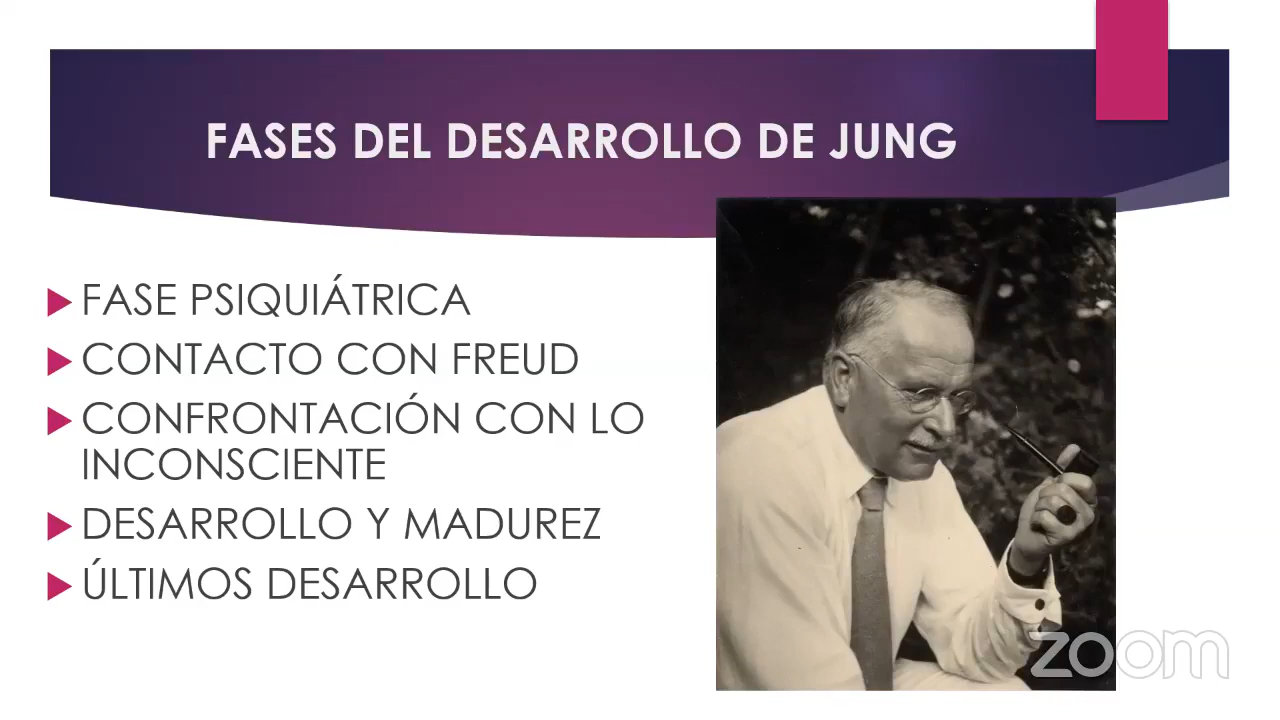 FASES DEL DESARROLLO DE JUNG
FASE PSIQUIÁTRICA
CONTACTO CON FREUD
CONFRONTACIÓN CON LO
INCONSCIENTE
DESARROLLO Y MADUREZ
ÚLTIMOS DESARROLLO
zoom